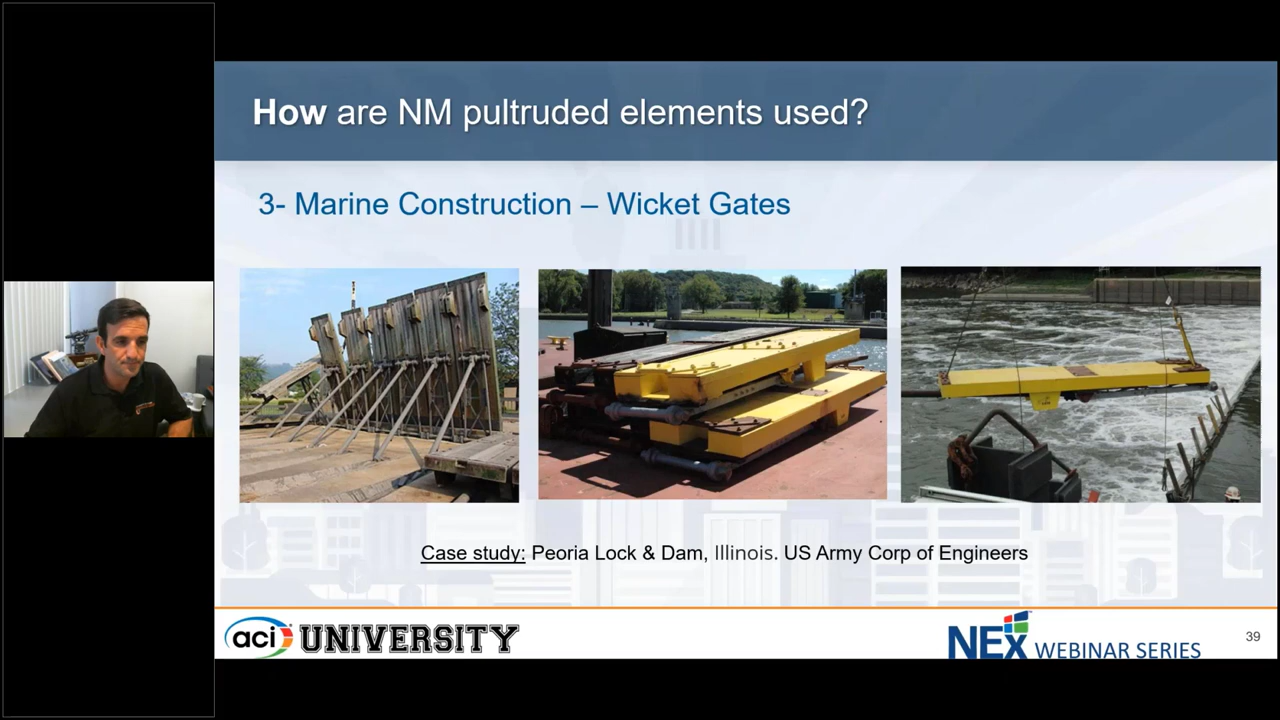 How are NM pultruded elements used?
3- Marine Construction – Wicket Gates
Case study: Peoria Lock & Dam, Illinois. US Army Corp of Engineers
aci UNIVERSITY
NEx WEBINAR SERIES
39